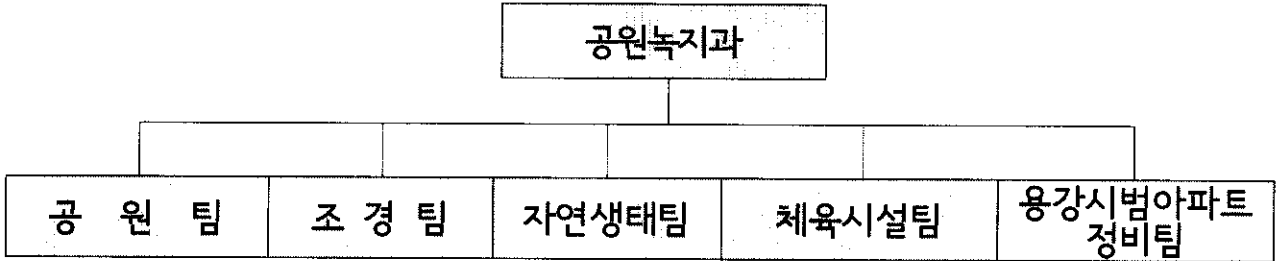 공원녹지과
공 원 팀
조 경 팀
자연생태팀
체육시설팀
용강시범아파트
정비팀